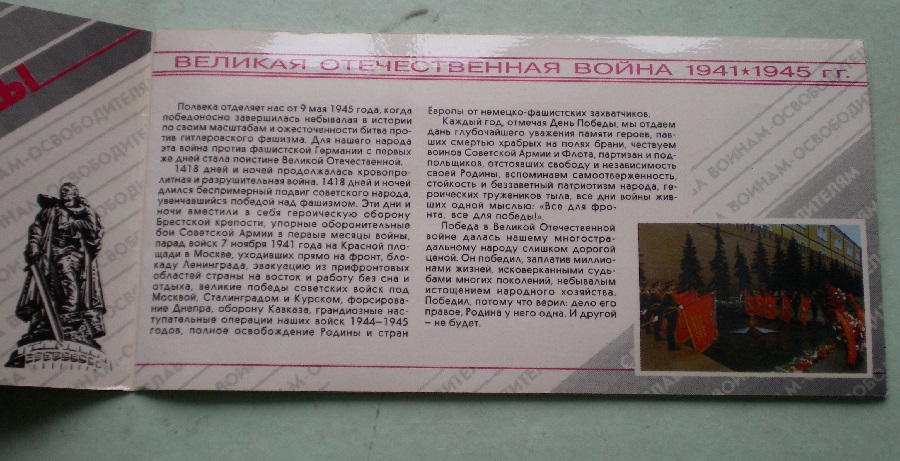 ДЫ
ВЕЛИКАЯ ОТЕЧЕСТВЕННАЯ ВОЙНА 1941★1945 г.г.
Полвека отделяет нас от 9 мая 1945 года, когда
победоносно завершилась небывалая в истории
по своим масштабам и ожесточенности битва про-
тив гитлеровского фашизма. Для нашего народа
эта война против фашистской Германии с первых
же дней стала поистине Великой Отечественной.
1418 дней и ночей продолжалась кровопро-
литная и разрушительная война. 1418 дней и ночей
длился беспримерный подвиг советского народа,
увенчавшийся победой над фашизмом. Эти дни и
ночи вместили в себя героическую оборону
Брестской крепости, упорные оборонительные
бои Советской Армии в первые месяцы войны,
парад войск 7 ноября 1941 года на Красной пло-
щади в Москве, уходивших прямо на фронт, бло-
каду Ленинграда, эвакуацию из прифронтовых
областей страны на восток и работу без сна и
отдыха, великие победы советских войск под
Москвой, Сталинградом и Курском, форсирова-
ние Днепра, оборону Кавказа, грандиозные нас-
тупательные операции наших войск 1944—1945
годов, полное освобождение Родины и стран
Европы от немецко-фашистских захватчиков.
Каждый год, отмечая День Победы, мы отдаем
дань глубочайшего уважения памяти героев, пав-
ших смертью храбрых на полях брани, чествуем
воинов Советской Армии и Флота, партизан и под-
польщиков, отстоявших свободу и независимость
своей Родины, вспоминаем самоотверженность,
стойкость и беззаветный патриотизм народа, ге-
роических тружеников тыла, все дни войны жив-
ших одной мыслью: «Все для фрон-
та, все для победы!».
Победа в Великой Отечественной
войне далась нашему многостра-
дальному народу слишком дорогой
ценой. Он победил, заплатив миллио-
нами жизней, исковерканными судь-
бами многих поколений, небывалым
истощением народного хозяйства.
Победил, потому что верил: дело его
правое, Родина у него одна. И другой
— не будет.